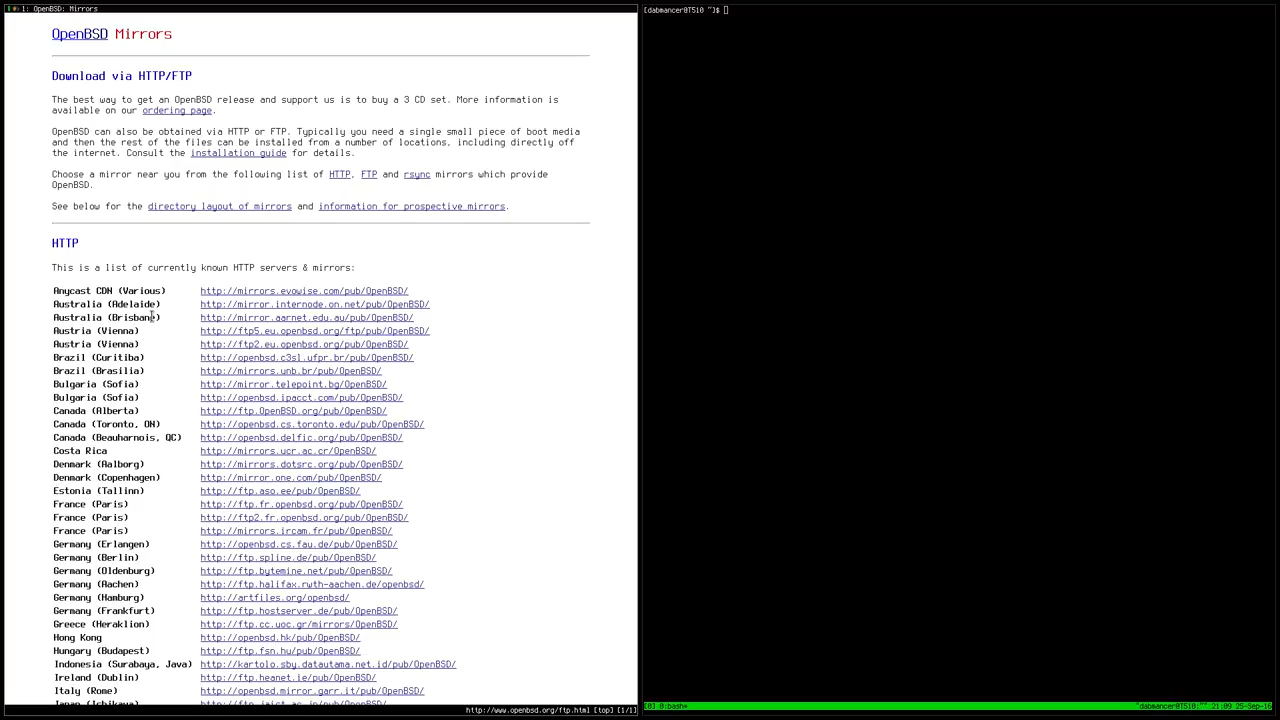 1: OpenBSD: Mirrors
OpenBSD Mirrors
Download via HTTP/FTP
The best way to get an OpenBSD release and support us is to buy a 3 CD set. More information is
available on our ordering page.
OpenBSD can also be obtained via HTTP or FTP. Typically you need a single small piece of boot media
and then the rest of the files can be installed from a number of locations, including directly off
the internet. Consult the installation guide for details.
Choose a mirror near you from the following list of HTTP, FTP and rsync mirrors which provide
OpenBSD.
See below for the directory layout of mirrors and information for prospective mirrors.
HTTP
This is a list of currently known HTTP servers & mirrors:
Anycast CDN (Various) http://mirrors.evowise.com/pub/OpenBSD/
Australia (Adelaide) http://mirror.internode.on.net/pub/OpenBSD/
Australia (Brisbane) http://mirror.aarnet.edu.au/pub/OpenBSD/
Austria (Vienna) http://ftp5.eu.openbsd.org/ftp/pub/OpenBSD/
Austria (Vienna) http://ftp2.eu.openbsd.org/pub/OpenBSD/
Brazil (Curitiba) http://openbsd.c3sl.ufpr.br/pub/OpenBSD/
Brazil (Brasilia) http://mirrors.unb.br/pub/OpenBSD/
Bulgaria (Sofia) http://mirror.telepoint.bg/OpenBSD/
Bulgaria (Sofia) http://openbsd.ipacct.com/pub/OpenBSD/
Canada (Alberta) http://ftp.OpenBSD.org/pub/OpenBSD/
Canada (Toronto, ON) http://openbsd.cs.toronto.edu/pub/OpenBSD/
Canada (Beauharnois, QC) http://openbsd.delfic.org/pub/OpenBSD/
Costa Rica http://mirrors.ucr.ac.cr/OpenBSD/
Denmark (Aalborg) http://mirrors.dotsrc.org/pub/OpenBSD/
Denmark (Copenhagen) http://mirror.one.com/pub/OpenBSD/
Estonia (Tallinn) http://ftp.aso.ee/pub/OpenBSD/
France (Paris) http://ftp.fr.openbsd.org/pub/OpenBSD/
France (Paris) http://ftp2.fr.openbsd.org/pub/OpenBSD/
France (Paris) http://mirrors.ircam.fr/pub/OpenBSD/
Germany (Erlangen) http://openbsd.cs.fau.de/pub/OpenBSD/
Germany (Berlin) http://ftp.spline.de/pub/OpenBSD/
Germany (Oldenburg) http://ftp.bytemine.net/pub/OpenBSD/
Germany (Aachen) http://ftp.halifax.rwth-aachen.de/openbsd/
Germany (Hamburg) http://artfiles.org/openbsd/
Germany (Frankfurt) http://ftp.hostserver.de/pub/OpenBSD/
Greece (Heraklion) http://ftp.cc.uoc.gr/mirrors/OpenBSD/
Hong Kong http://openbsd.hk/pub/OpenBSD/
Hungary (Budapest) http://ftp.fsn.hu/pub/OpenBSD/
Indonesia (Surabaya, Java) http://kartolo.sby.datautama.net.id/pub/OpenBSD/
Ireland (Dublin) http://ftp.heanet.ie/pub/OpenBSD/
Italy (Rome) http://openbsd.mirror.garr.it/pub/OpenBSD/
http://www.openbsd.org/ftp.html [top] [1/1]
[dabmancer@T510 ~]$
[0] 0:bash* "dabmancer@T510:~" 21:09 25-Sep-16